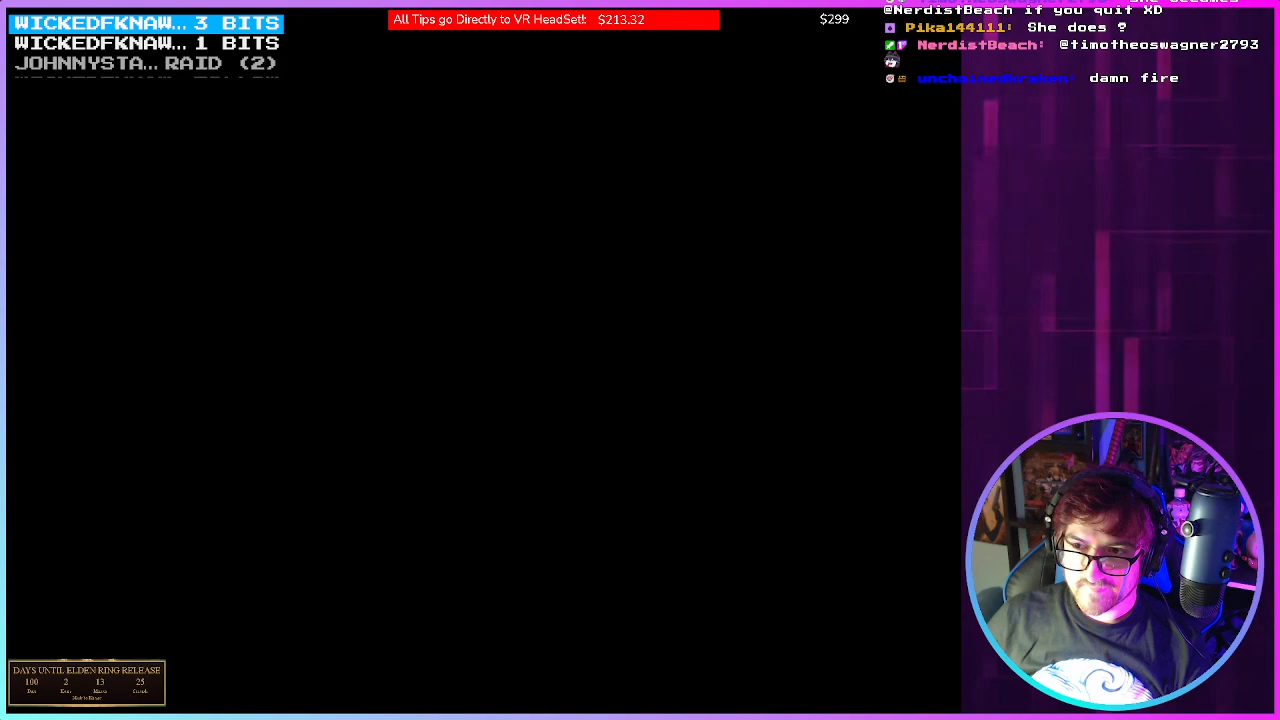 WICKEDFKNAW... 3 BITS
WICKEDFKNAW... 1 BITS
JOHNNYSTA... RAID (2)
All Tips go Directly to VR HeadSet! $213.32
$299
@NerdistBeach if you quit XD
Pika144111: She does ?
NerdistBeach: @timotheoswagner2793
unchainedkraken: damn fire
DAYS UNTIL ELDEN RING RELEASE
100 2 13 25